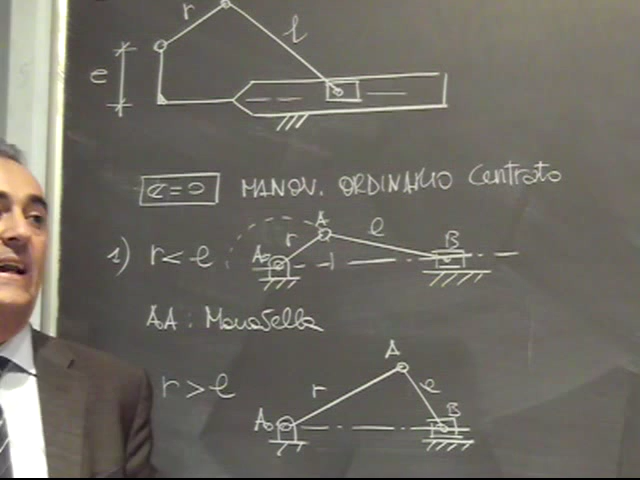 r l
e
e=0 MANOV. ORDINARIO Centrato
A
r l B
1) r<l A₀
A₀A: Manovella
A
r>l r l
A₀ B